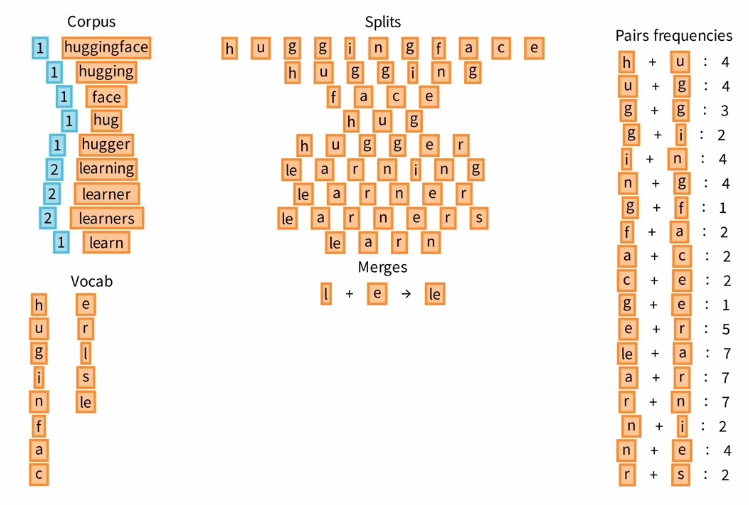 Corpus
1 huggingface
1 hugging
1 face
1 hug
1 hugger
2 learning
2 learner
2 learners
1 learn
Splits
h u g g i n g f a c e
h u g g i n g
f a c e
h u g
h u g g e r
le a r n i n g
le a r n e r
le a r n e r s
le a r n
Merges
l + e → le
Vocab
h e
u r
g l
i s
n le
f
a
c
Pairs frequencies
h + u : 4
u + g : 4
g + g : 3
g + i : 2
i + n : 4
n + g : 4
g + f : 1
f + a : 2
a + c : 2
c + e : 2
g + e : 1
e + r : 5
le + a : 7
a + r : 7
r + n : 7
n + i : 2
n + e : 4
r + s : 2